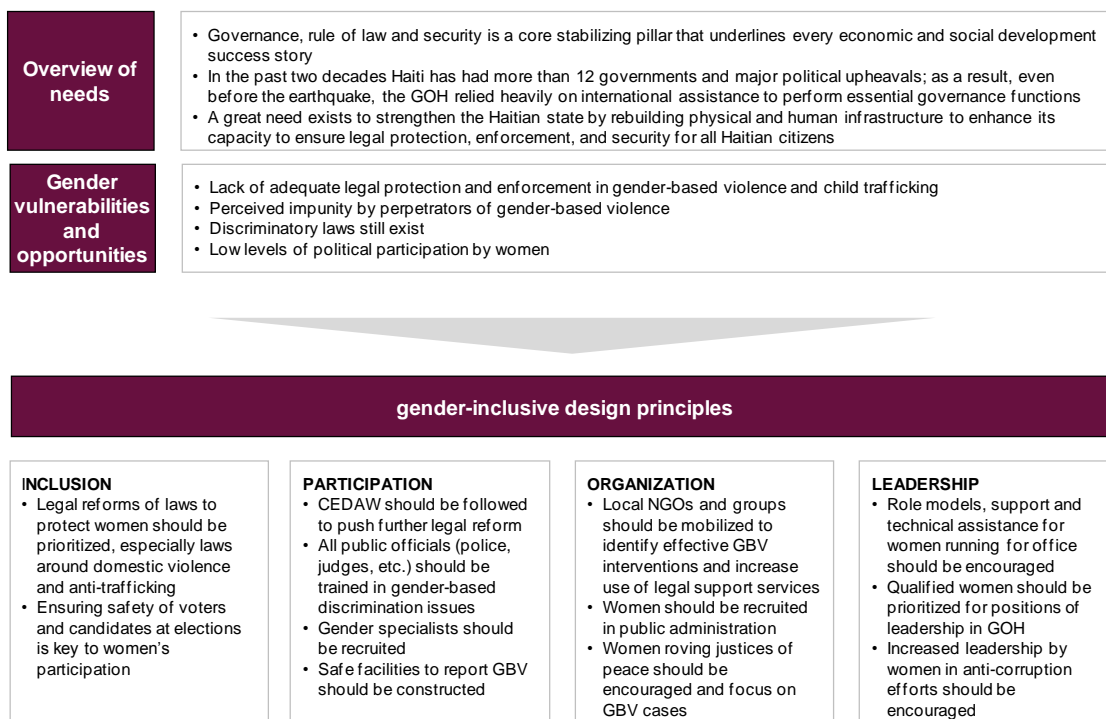 Overview of
needs
• Governance, rule of law and security is a core stabilizing pillar that underlines every economic and social development
success story
• In the past two decades Haiti has had more than 12 governments and major political upheavals; as a result, even
before the earthquake, the GOH relied heavily on international assistance to perform essential governance functions
• A great need exists to strengthen the Haitian state by rebuilding physical and human infrastructure to enhance its
capacity to ensure legal protection, enforcement, and security for all Haitian citizens
Gender
vulnerabilities
and
opportunities
• Lack of adequate legal protection and enforcement in gender-based violence and child trafficking
• Perceived impunity by perpetrators of gender-based violence
• Discriminatory laws still exist
• Low levels of political participation by women
gender-inclusive design principles
INCLUSION
• Legal reforms of laws to
protect women should be
prioritized, especially laws
around domestic violence
and anti-trafficking
• Ensuring safety of voters
and candidates at elections
is key to women's
participation
PARTICIPATION
• CEDAW should be followed
to push further legal reform
• All public officials (police,
judges, etc.) should be
trained in gender-based
discrimination issues
• Gender specialists should
be recruited
• Safe facilities to report GBV
should be constructed
ORGANIZATION
• Local NGOs and groups
should be mobilized to
identify effective GBV
interventions and increase
use of legal support services
• Women should be recruited
in public administration
• Women roving justices of
peace should be
encouraged and focus on
GBV cases
LEADERSHIP
• Role models, support and
technical assistance for
women running for office
should be encouraged
• Qualified women should be
prioritized for positions of
leadership in GOH
• Increased leadership by
women in anti-corruption
efforts should be
encouraged